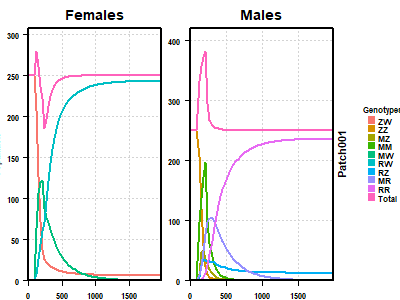 Females
Males
300
250
200
150
100
50
0
0
500
1000
1500
400
300
200
100
0
0
500
1000
1500
Patch001
Genotypes
ZW
ZZ
MZ
MM
MW
RW
RZ
MR
RR
Total